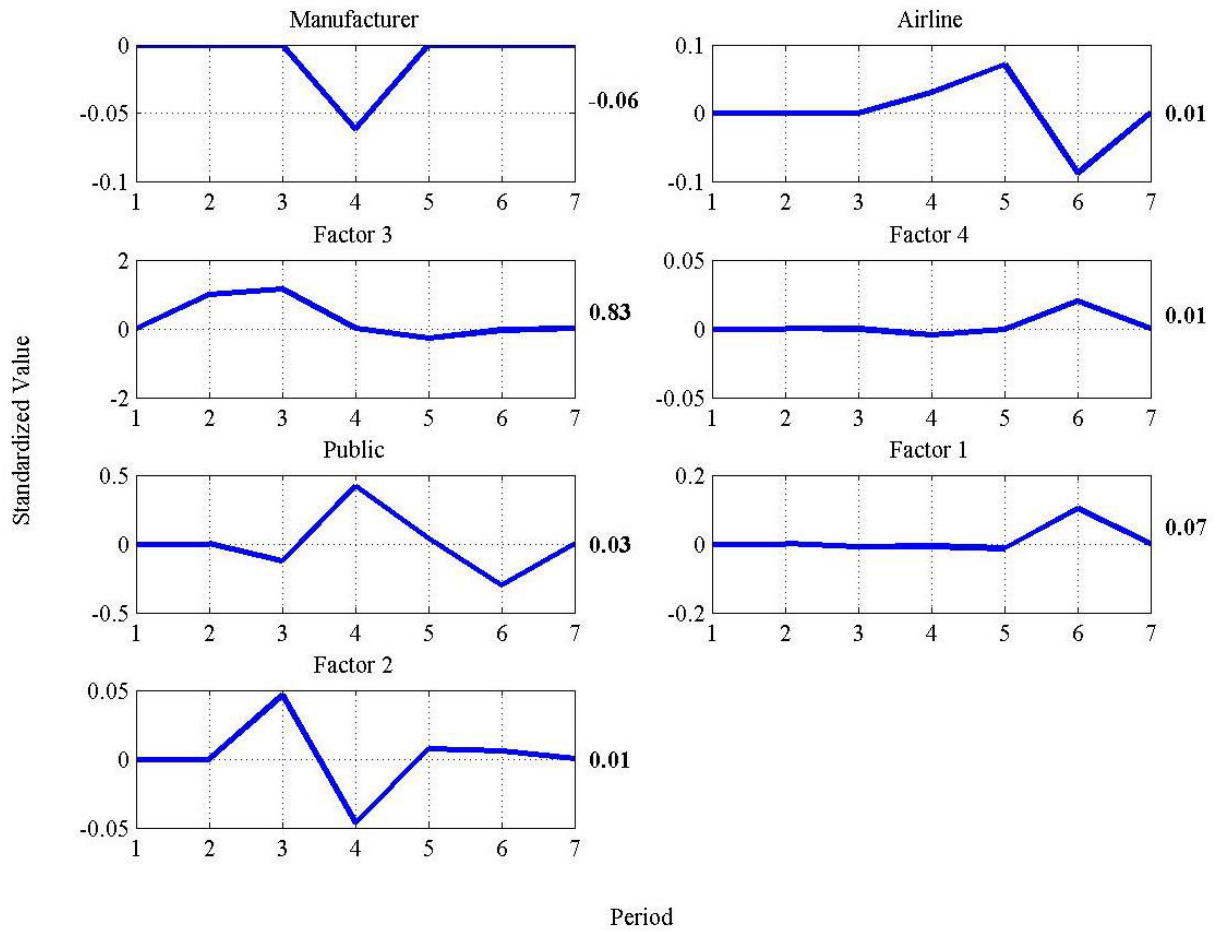 Manufacturer
0
-0.05
-0.1
1 2 3 4 5 6 7
-0.06
Airline
0.1
0
-0.1
1 2 3 4 5 6 7
0.01
Factor 3
2
0
-2
1 2 3 4 5 6 7
0.83
Factor 4
0.05
0
-0.05
1 2 3 4 5 6 7
0.01
Standardized Value
Public
0.5
0
-0.5
1 2 3 4 5 6 7
0.03
Factor 1
0.2
0
-0.2
1 2 3 4 5 6 7
0.07
Factor 2
0.05
0
-0.05
1 2 3 4 5 6 7
0.01
Period